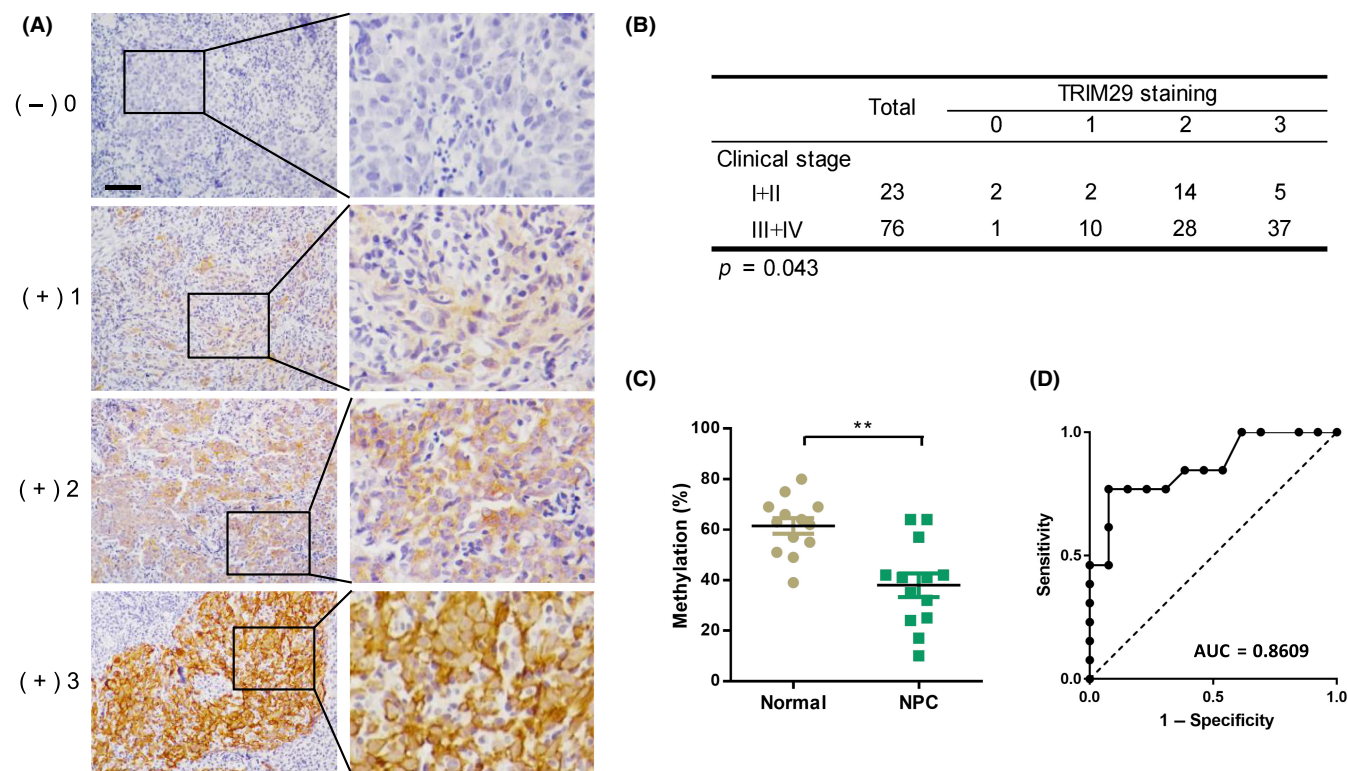 (A)
(−) 0
(+) 1
(+) 2
(+) 3
(B)
Total TRIM29 staining
0 1 2 3
Clinical stage
I+II 23 2 2 14 5
III+IV 76 1 10 28 37
p = 0.043
(C)
Methylation (%)
100
80
60
40
20
0
**
Normal NPC
(D)
Sensitivity
1.0
0.5
0.0
AUC = 0.8609
0.0 0.5 1.0
1 – Specificity